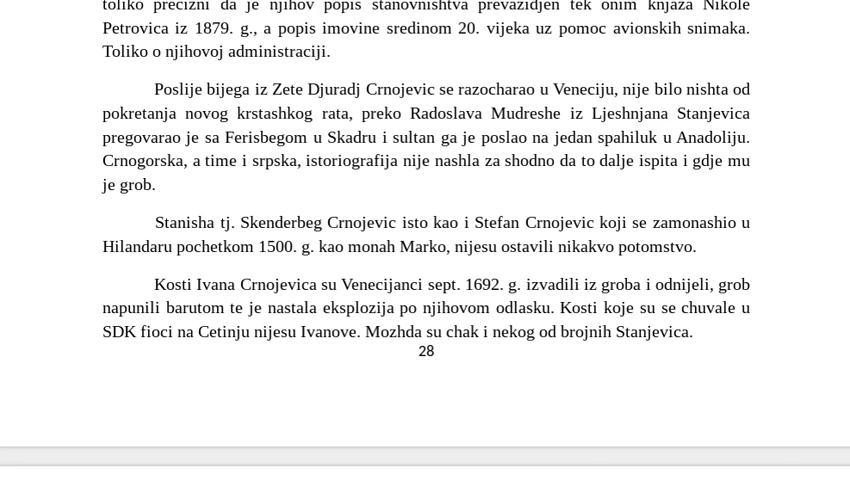 toliko precizni da je njihov popis stanovnishtva prevazidjen tek onim knjaza Nikole
Petrovica iz 1879. g., a popis imovine sredinom 20. vijeka uz pomoc avionskih snimaka.
Toliko o njihovoj administraciji.
Poslije bijega iz Zete Djuradj Crnojevic se razocharao u Veneciju, nije bilo nishta od
pokretanja novog krstashkog rata, preko Radoslava Mudreshe iz Ljeshnjana Stanjevica
pregovarao je sa Ferisbegom u Skadru i sultan ga je poslao na jedan spahiluk u Anadoliju.
Crnogorska, a time i srpska, istoriografija nije nashla za shodno da to dalje ispita i gdje mu
je grob.
Stanisha tj. Skenderbeg Crnojevic isto kao i Stefan Crnojevic koji se zamonashio u
Hilandaru pochetkom 1500. g. kao monah Marko, nijesu ostavili nikakvo potomstvo.
Kosti Ivana Crnojevica su Venecijanci sept. 1692. g. izvadili iz groba i odnijeli, grob
napunili barutom te je nastala eksplozija po njihovom odlasku. Kosti koje su se chuvale u
SDK fioci na Cetinju nijesu Ivanove. Mozhda su chak i nekog od brojnih Stanjevica.
28